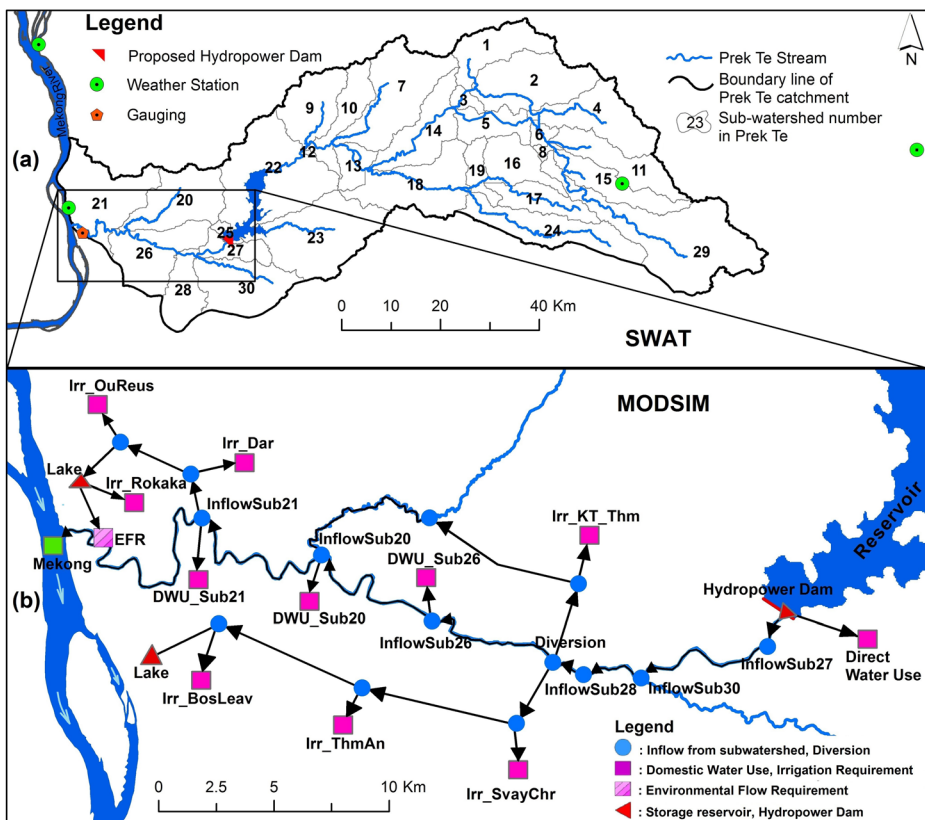 Legend
Proposed Hydropower Dam
Weather Station
Gauging
Mekong River
(a)
Prek Te Stream
Boundary line of
Prek Te catchment
23
Sub-watershed number
in Prek Te
N
1
2
3
4
5
6
7
8
9
10
11
12
13
14
15
16
17
18
19
20
21
22
23
24
25
26
27
28
29
30
0 10 20 40 Km
SWAT
MODSIM
(b)
Irr_OuReus
Irr_Dar
Lake
Irr_Rokaka
InflowSub21
EFR
Mekong
DWU_Sub21
InflowSub20
DWU_Sub20
DWU_Sub26
InflowSub26
Irr_KT_Thm
Reservoir
Hydropower Dam
Diversion
InflowSub28
InflowSub30
InflowSub27
Direct
Water Use
Lake
Irr_BosLeav
Irr_ThmAn
Irr_SvayChr
0 2.5 5 10 Km
Legend
: Inflow from subwatershed, Diversion
: Domestic Water Use, Irrigation Requirement
: Environmental Flow Requirement
: Storage reservoir, Hydropower Dam